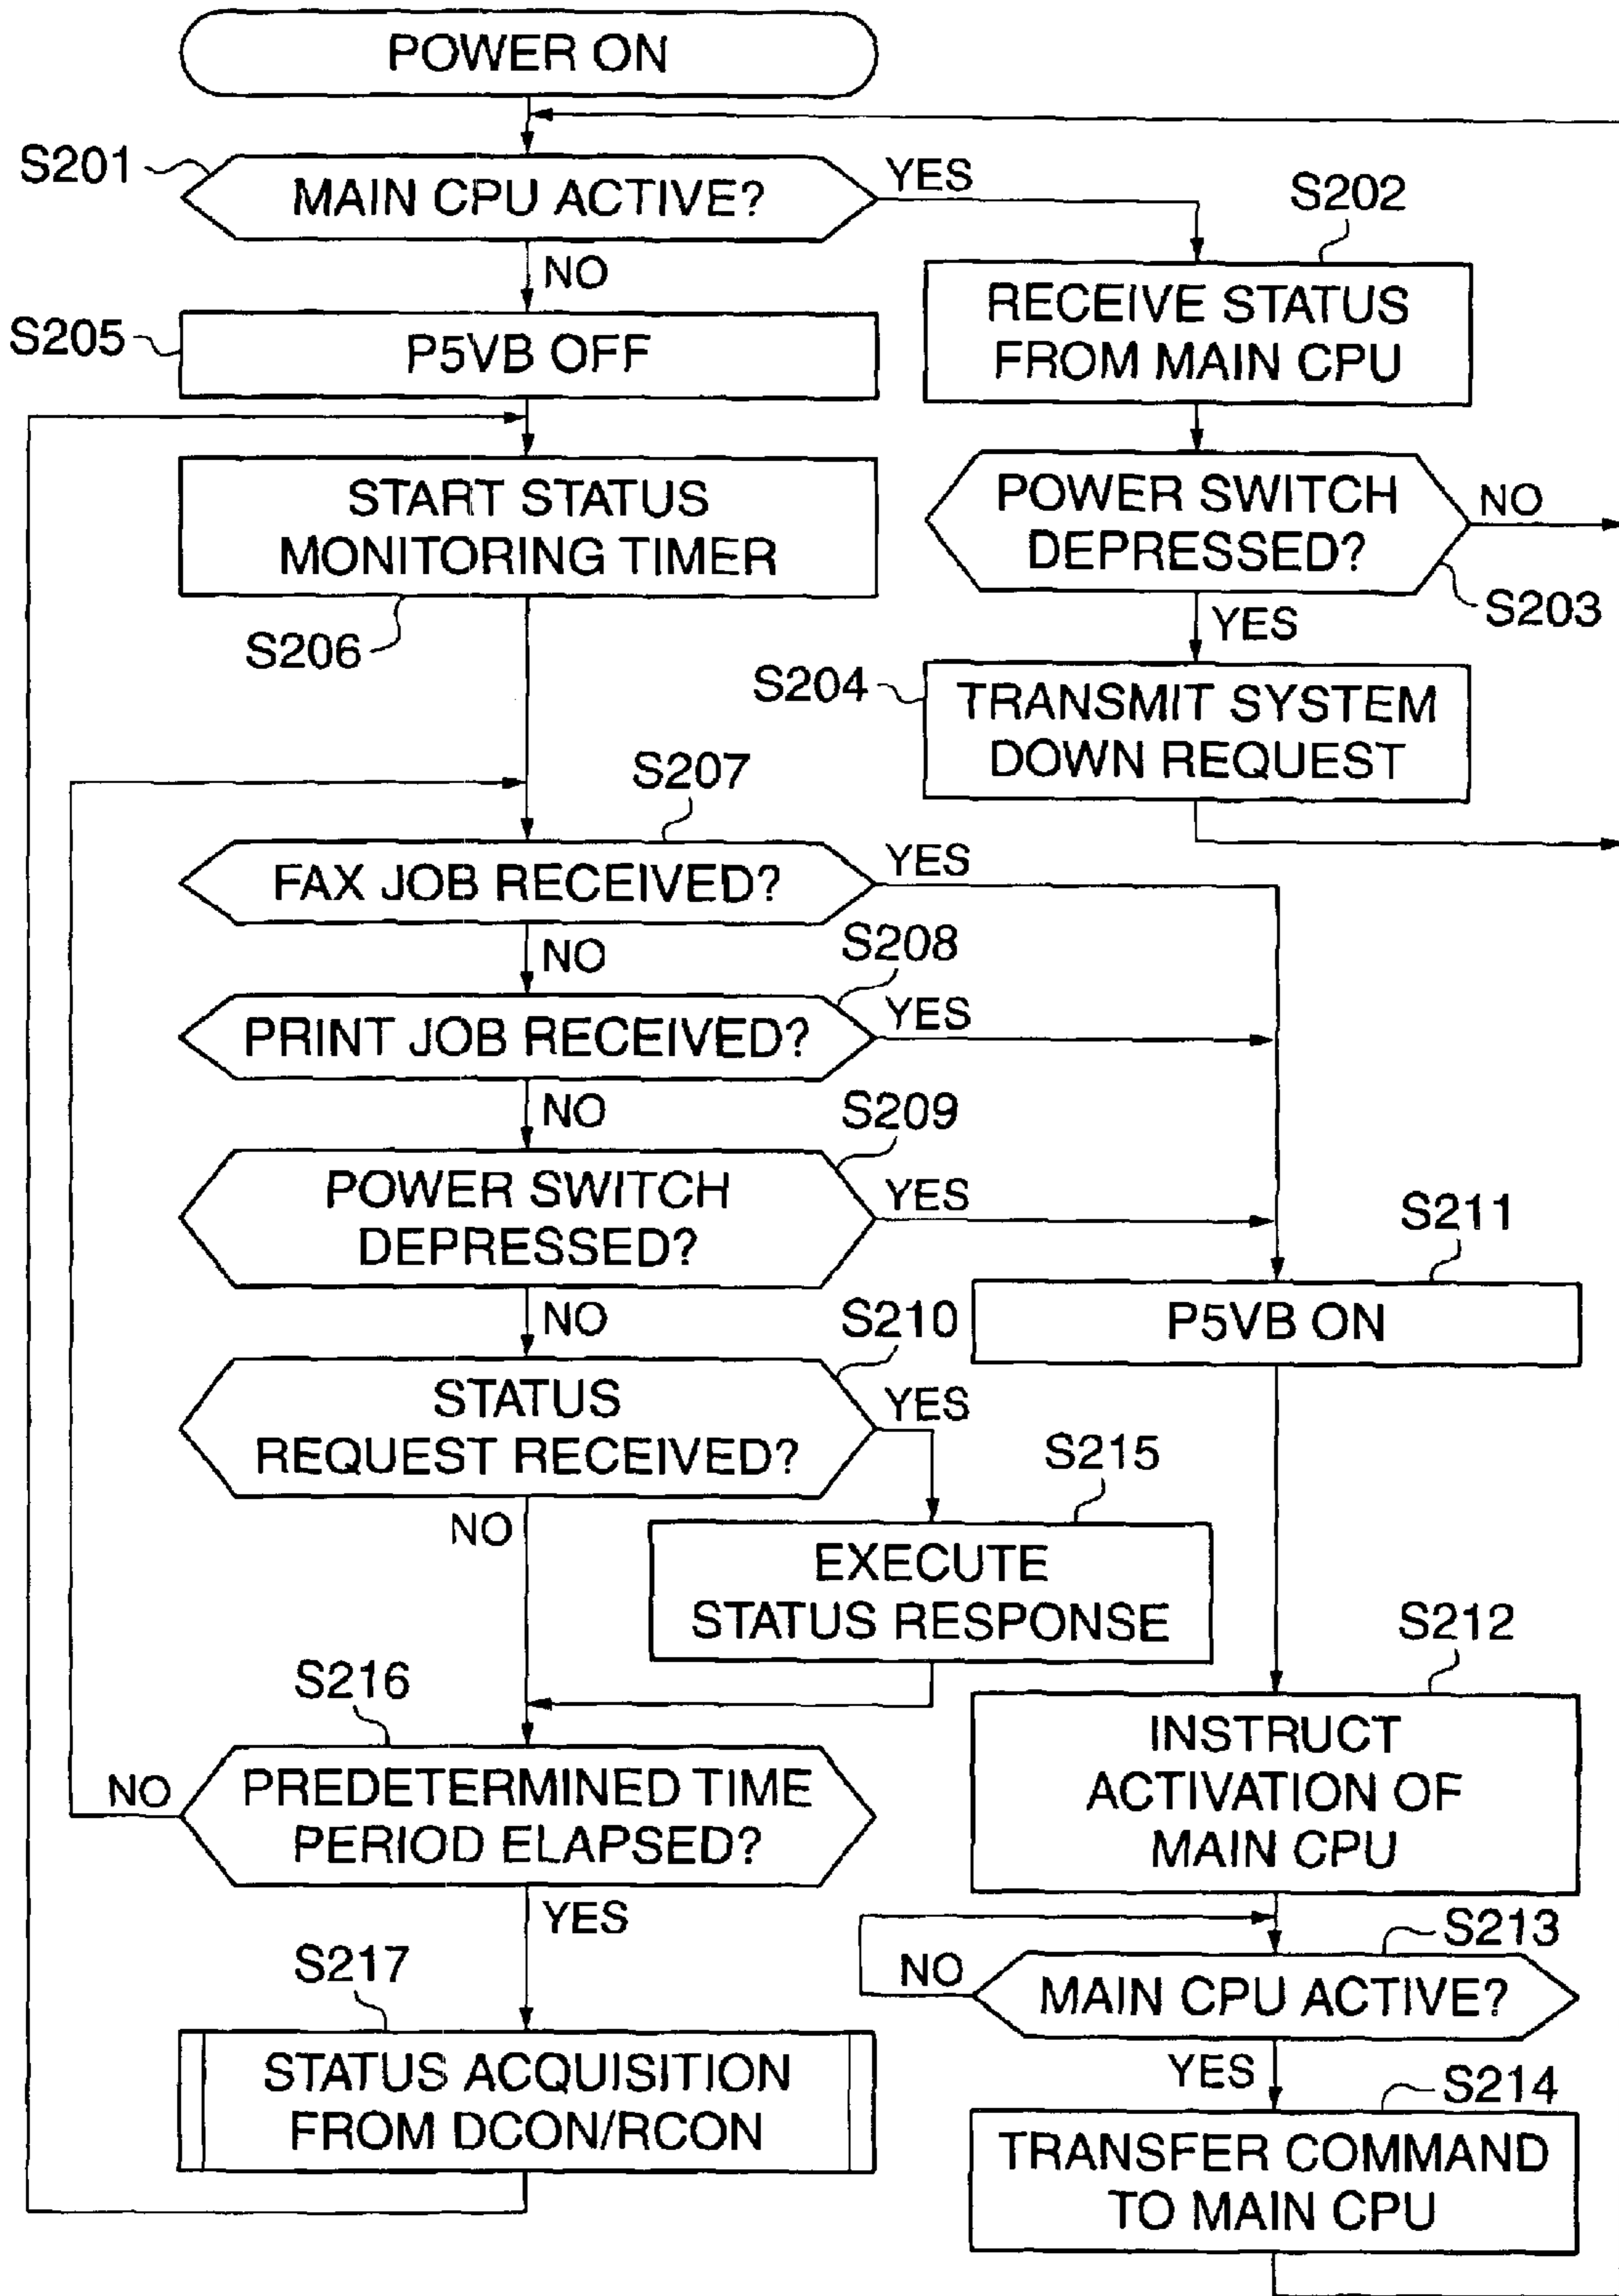 POWER ON
S201
MAIN CPU ACTIVE?
YES
NO
S202
RECEIVE STATUS
FROM MAIN CPU
S205
P5VB OFF
POWER SWITCH
DEPRESSED?
NO
S203
YES
START STATUS
MONITORING TIMER
S206
S204
TRANSMIT SYSTEM
DOWN REQUEST
S207
FAX JOB RECEIVED?
YES
NO
S208
PRINT JOB RECEIVED?
YES
NO
S209
POWER SWITCH
DEPRESSED?
YES
NO
S211
P5VB ON
S210
STATUS
REQUEST RECEIVED?
YES
NO
S215
EXECUTE
STATUS RESPONSE
S212
INSTRUCT
ACTIVATION OF
MAIN CPU
S216
PREDETERMINED TIME
PERIOD ELAPSED?
NO
YES
S213
MAIN CPU ACTIVE?
NO
YES
S217
STATUS ACQUISITION
FROM DCON/RCON
S214
TRANSFER COMMAND
TO MAIN CPU